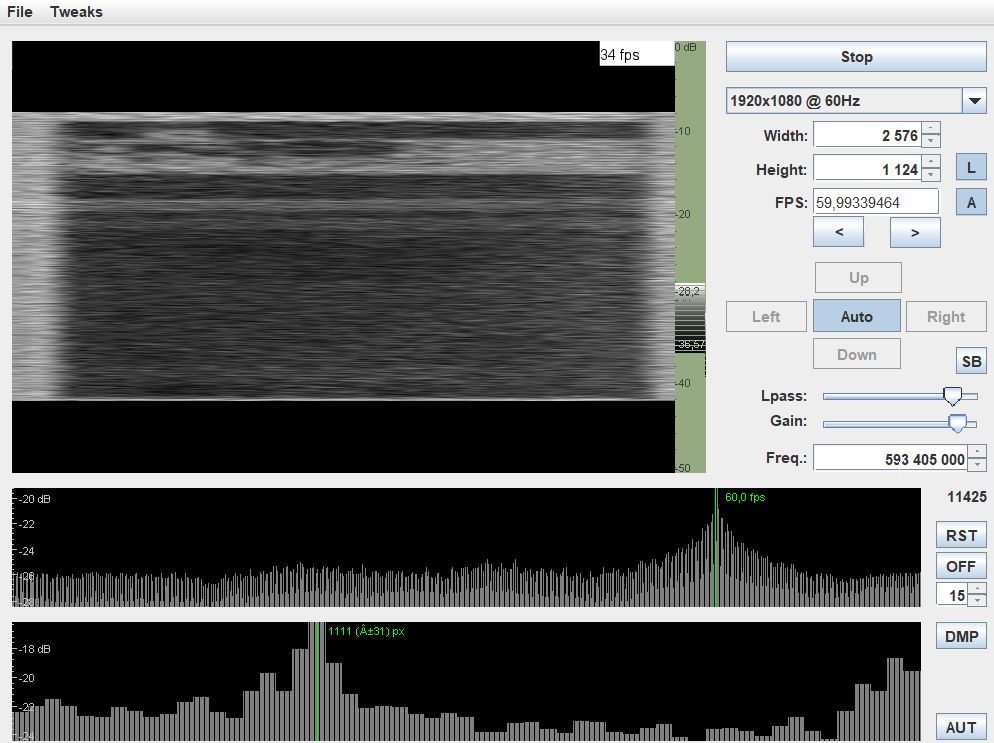 File Tweaks
34 fps
0 dB
-10
-20
-28,2
-36,57
-40
-50
Stop
1920x1080 @ 60Hz
Width: 2 576
Height: 1 124 L
FPS: 59,99339464 A
< >
Up
Left Auto Right
Down
SB
Lpass:
Gain:
Freq.: 593 405 000
-20 dB
-22
-24
-26
-28
60,0 fps
11425
RST
OFF
15
1111 (Â±31) px
-18 dB
-20
-22
-24
DMP
AUT